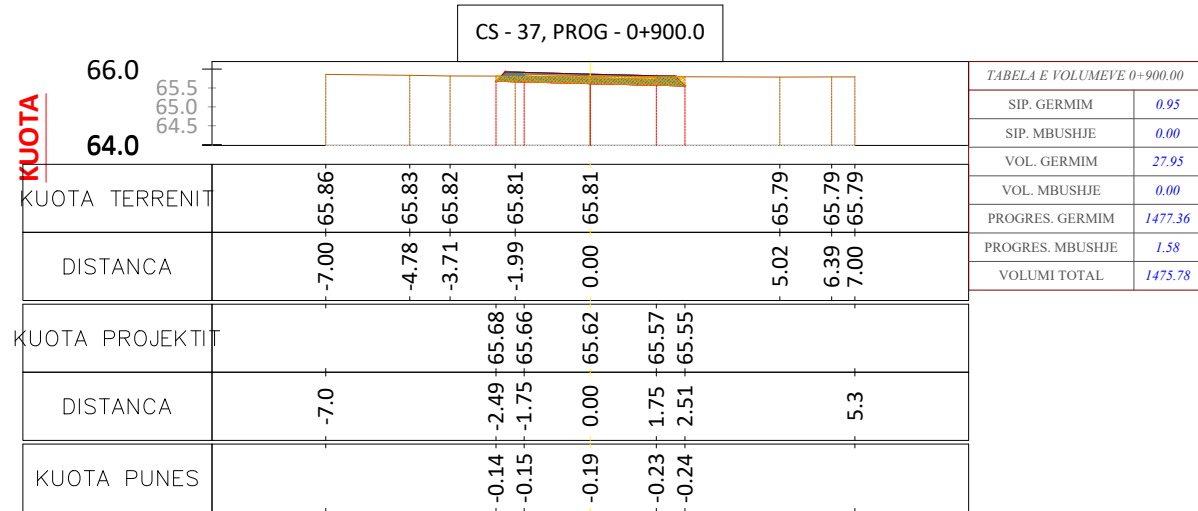 CS - 37, PROG - 0+900.0
KUOTA
66.0
65.5
65.0
64.5
64.0
KUOTA TERRENIT 65.86 65.83 65.82 65.81 65.81 65.79 65.79 65.79
DISTANCA -7.00 -4.78 -3.71 -1.99 0.00 5.02 6.39 7.00
KUOTA PROJEKTIT 65.68 65.66 65.62 65.57 65.55
DISTANCA -7.0 -2.49 -1.75 0.00 1.75 2.51 5.3
KUOTA PUNES -0.14 -0.15 -0.19 -0.23 -0.24
TABELA E VOLUMEVE 0+900.00
SIP. GERMIM 0.95
SIP. MBUSHJE 0.00
VOL. GERMIM 27.95
VOL. MBUSHJE 0.00
PROGRES. GERMIM 1477.36
PROGRES. MBUSHJE 1.58
VOLUMI TOTAL 1475.78